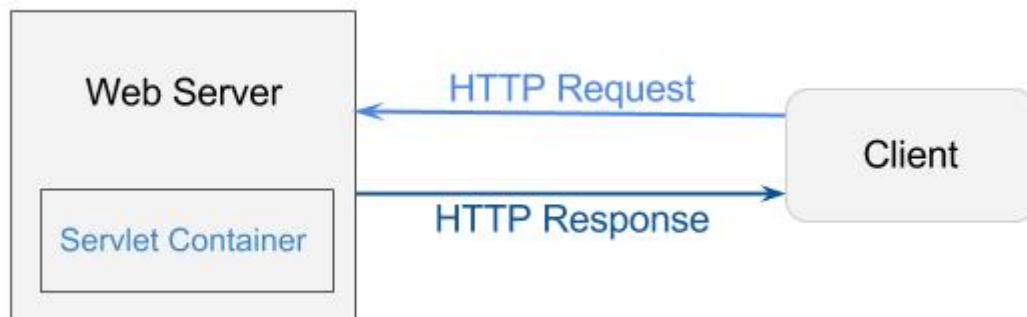 Web Server
HTTP Request
Client
HTTP Response
Servlet Container